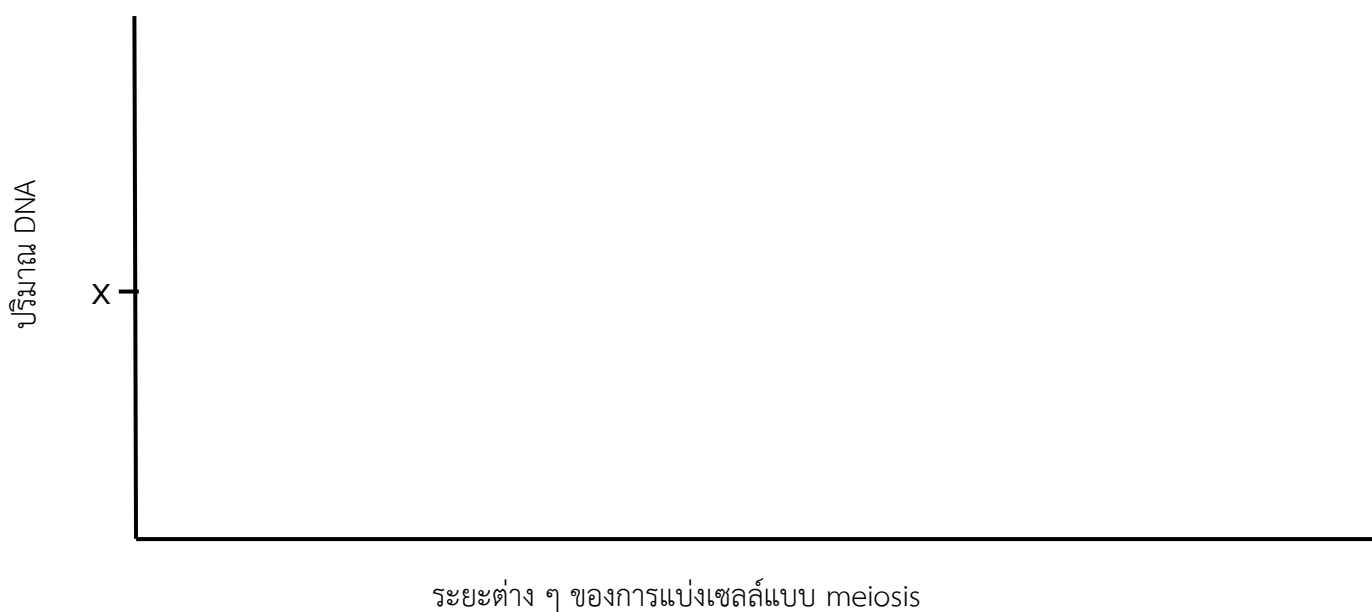 ปริมาณ DNA
X
ระยะต่าง ๆ ของการแบ่งเซลล์แบบ meiosis